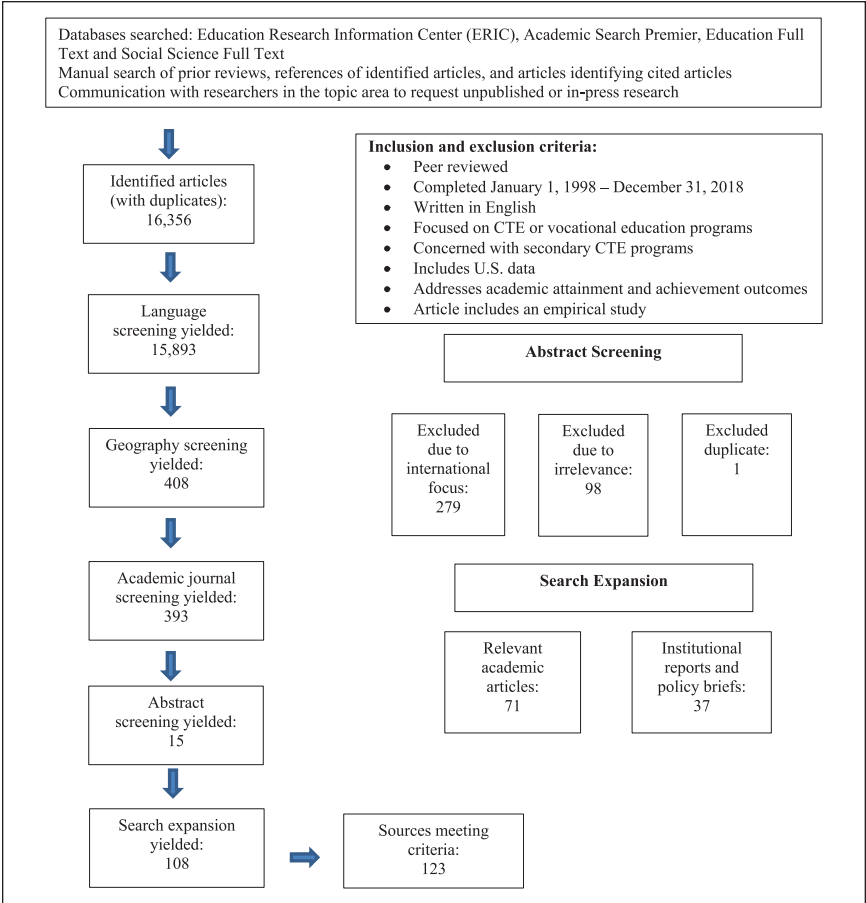 Databases searched: Education Research Information Center (ERIC), Academic Search Premier, Education Full
Text and Social Science Full Text
Manual search of prior reviews, references of identified articles, and articles identifying cited articles
Communication with researchers in the topic area to request unpublished or in-press research
Identified articles
(with duplicates):
16,356
Language
screening yielded:
15,893
Geography screening
yielded:
408
Academic journal
screening yielded:
393
Abstract
screening yielded:
15
Search expansion
yielded:
108
Sources meeting
criteria:
123
Inclusion and exclusion criteria:
• Peer reviewed
• Completed January 1, 1998 – December 31, 2018
• Written in English
• Focused on CTE or vocational education programs
• Concerned with secondary CTE programs
• Includes U.S. data
• Addresses academic attainment and achievement outcomes
• Article includes an empirical study
Abstract Screening
Excluded
due to
international
focus:
279
Excluded
due to
irrelevance:
98
Excluded
duplicate:
1
Search Expansion
Relevant
academic
articles:
71
Institutional
reports and
policy briefs:
37